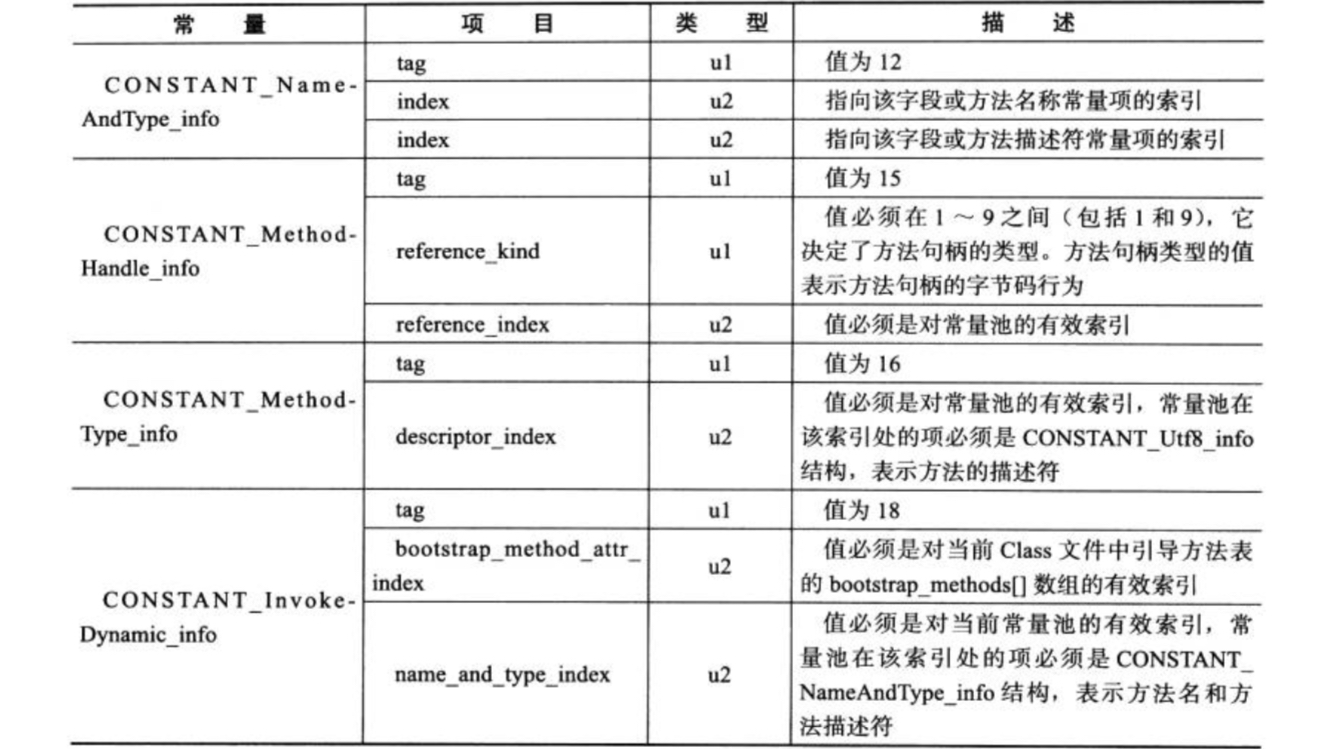 常 量 项 目 类 型 描 述
CONSTANT_Name-
AndType_info
tag u1 值为 12
index u2 指向该字段或方法名称常量项的索引
index u2 指向该字段或方法描述符常量项的索引
CONSTANT_Method-
Handle_info
tag u1 值为 15
reference_kind u1 值必须在 1 ～ 9 之间（包括 1 和 9），它
决定了方法句柄的类型。方法句柄类型的值
表示方法句柄的字节码行为
reference_index u2 值必须是对常量池的有效索引
CONSTANT_Method-
Type_info
tag u1 值为 16
descriptor_index u2 值必须是对常量池的有效索引，常量池在
该索引处的项必须是 CONSTANT_Utf8_info
结构，表示方法的描述符
CONSTANT_Invoke-
Dynamic_info
tag u1 值为 18
bootstrap_method_attr_
index u2 值必须是对当前 Class 文件中引导方法表
的 bootstrap_methods[] 数组的有效索引
name_and_type_index u2 值必须是对当前常量池的有效索引，常
量池在该索引处的项必须是 CONSTANT_
NameAndType_info 结构，表示方法名和方
法描述符